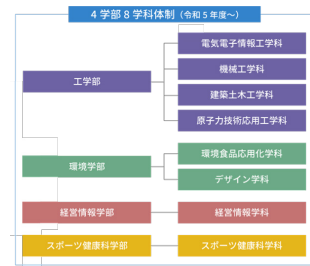 4学部8学科体制（令和5年度～）
工学部
電気電子情報工学科
機械工学科
建築土木工学科
原子力技術応用工学科
環境学部
環境食品応用化学科
デザイン学科
経営情報学部
経営情報学科
スポーツ健康科学部
スポーツ健康科学科